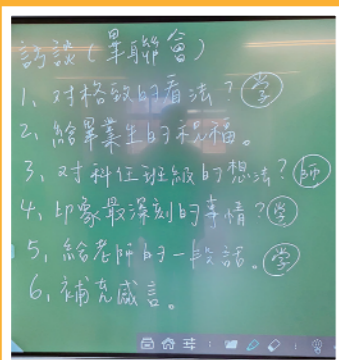 訪談(畢聯會)
1、对格致的看法?学
2、給畢業生的祝福。
3、对科任班級的想法?师
4、印象最深刻的事情?学
5、給老师的一段話。学
6、補充感言。